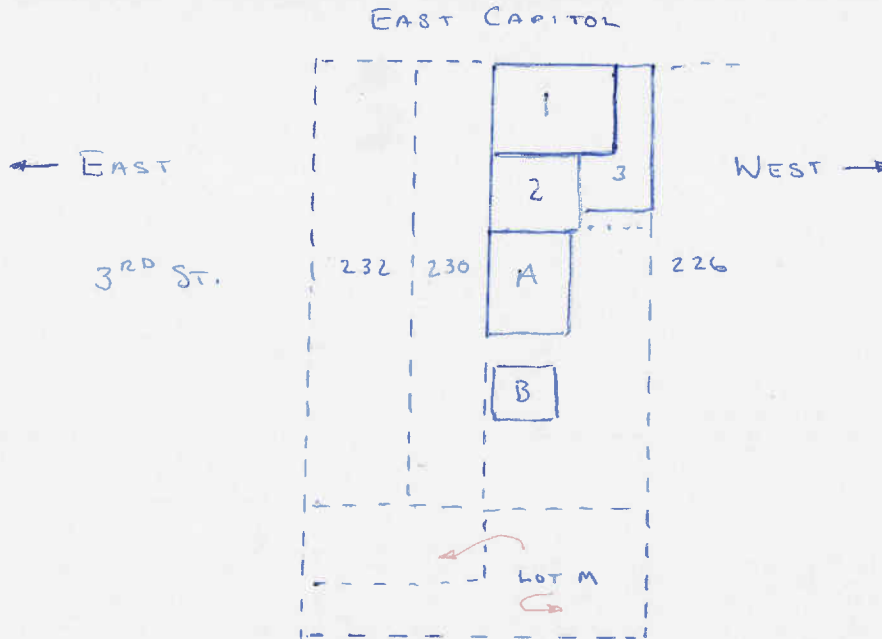 EAST CAPITOL
1
← EAST
2
3
WEST →
3RD ST.
232
230
A
226
B
LOT M